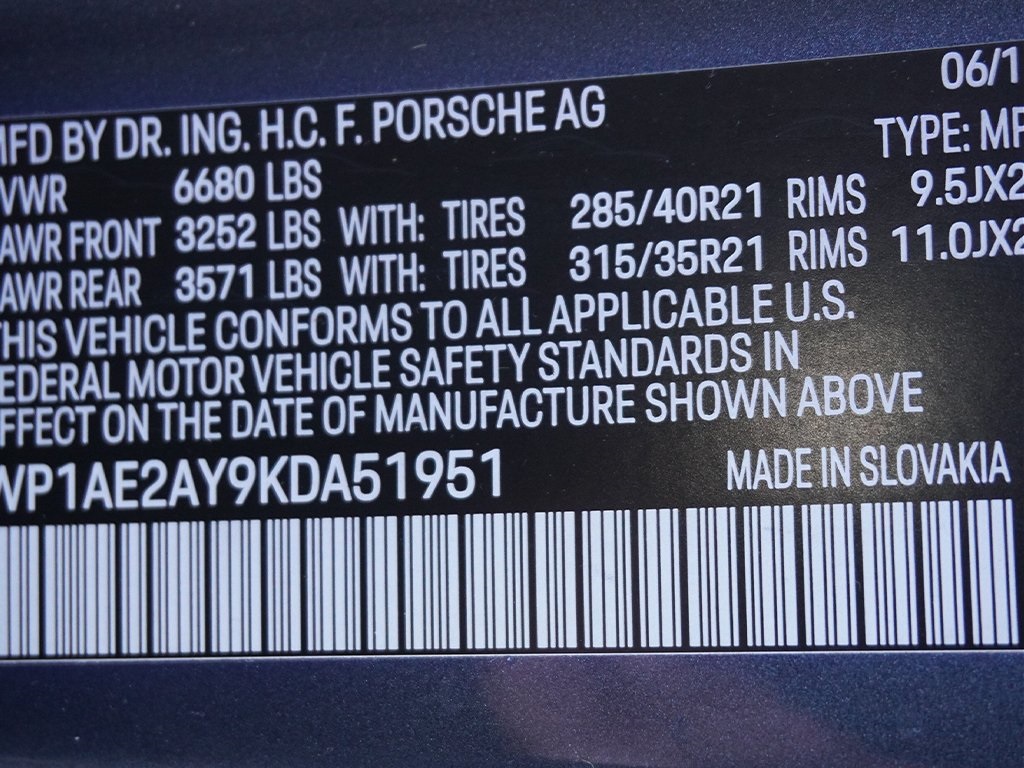 06/1
MFD BY DR. ING. H.C. F. PORSCHE AG
TYPE: MP
VWR 6680 LBS
AWR FRONT 3252 LBS WITH: TIRES 285/40R21 RIMS 9.5JX2
AWR REAR 3571 LBS WITH: TIRES 315/35R21 RIMS 11.0JX2
THIS VEHICLE CONFORMS TO ALL APPLICABLE U.S.
FEDERAL MOTOR VEHICLE SAFETY STANDARDS IN
EFFECT ON THE DATE OF MANUFACTURE SHOWN ABOVE
WP1AE2AY9KDA51951 MADE IN SLOVAKIA